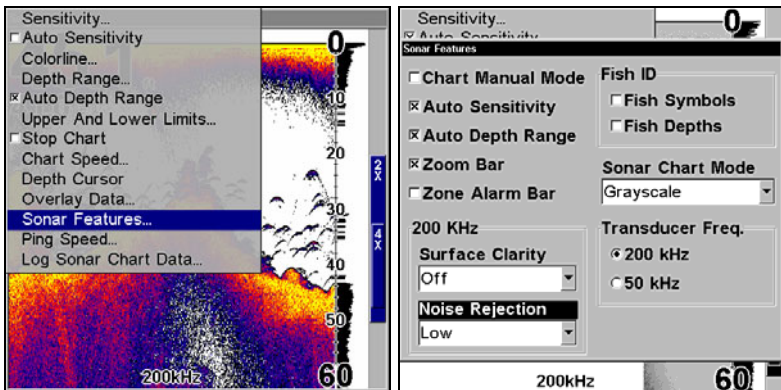 Sensitivity...
Auto Sensitivity
Colorline...
Depth Range...
Auto Depth Range
Upper And Lower Limits...
Stop Chart
Chart Speed...
Depth Cursor
Overlay Data...
Sonar Features...
Ping Speed...
Log Sonar Chart Data...
0
10
20
30
40
50
60
2X
4X
200kHz
Sensitivity...
Auto Sensitivity
0
Sonar Features
Chart Manual Mode
Auto Sensitivity
Auto Depth Range
Zoom Bar
Zone Alarm Bar
Fish ID
Fish Symbols
Fish Depths
Sonar Chart Mode
Grayscale
200 KHz
Surface Clarity
Off
Noise Rejection
Low
Transducer Freq.
200 kHz
50 kHz
200kHz
60